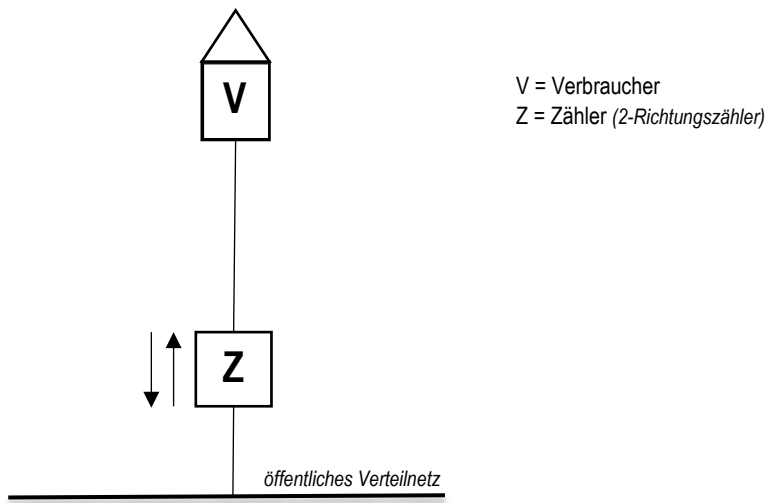 V
V = Verbraucher
Z = Zähler (2-Richtungszähler)
Z
öffentliches Verteilnetz